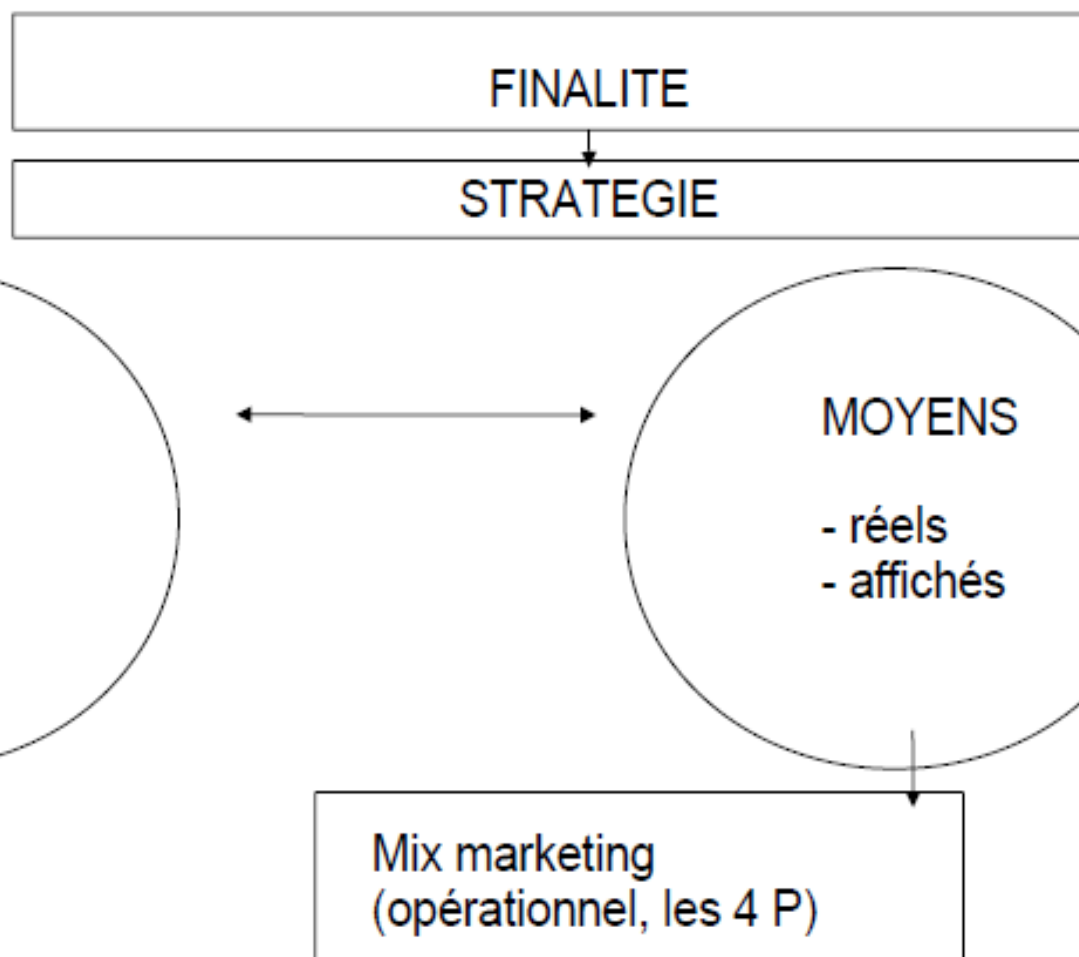 FINALITE
STRATEGIE
MOYENS
- réels
- affichés
Mix marketing
(opérationnel, les 4 P)